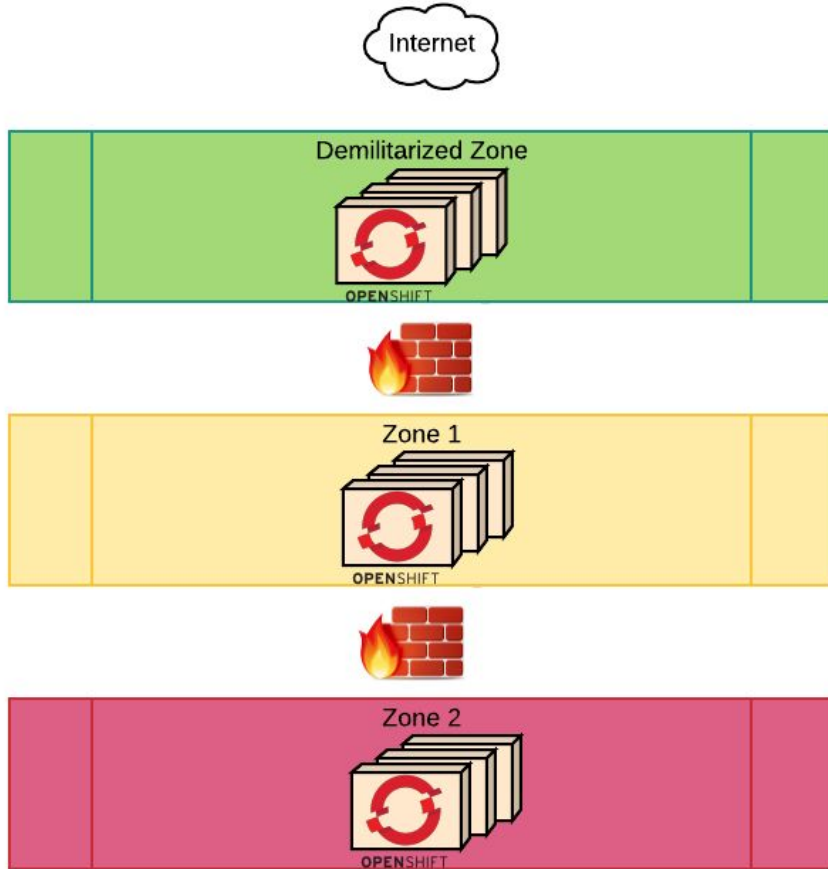 Internet
Demilitarized Zone
OPENSHIFT
Zone 1
OPENSHIFT
Zone 2
OPENSHIFT